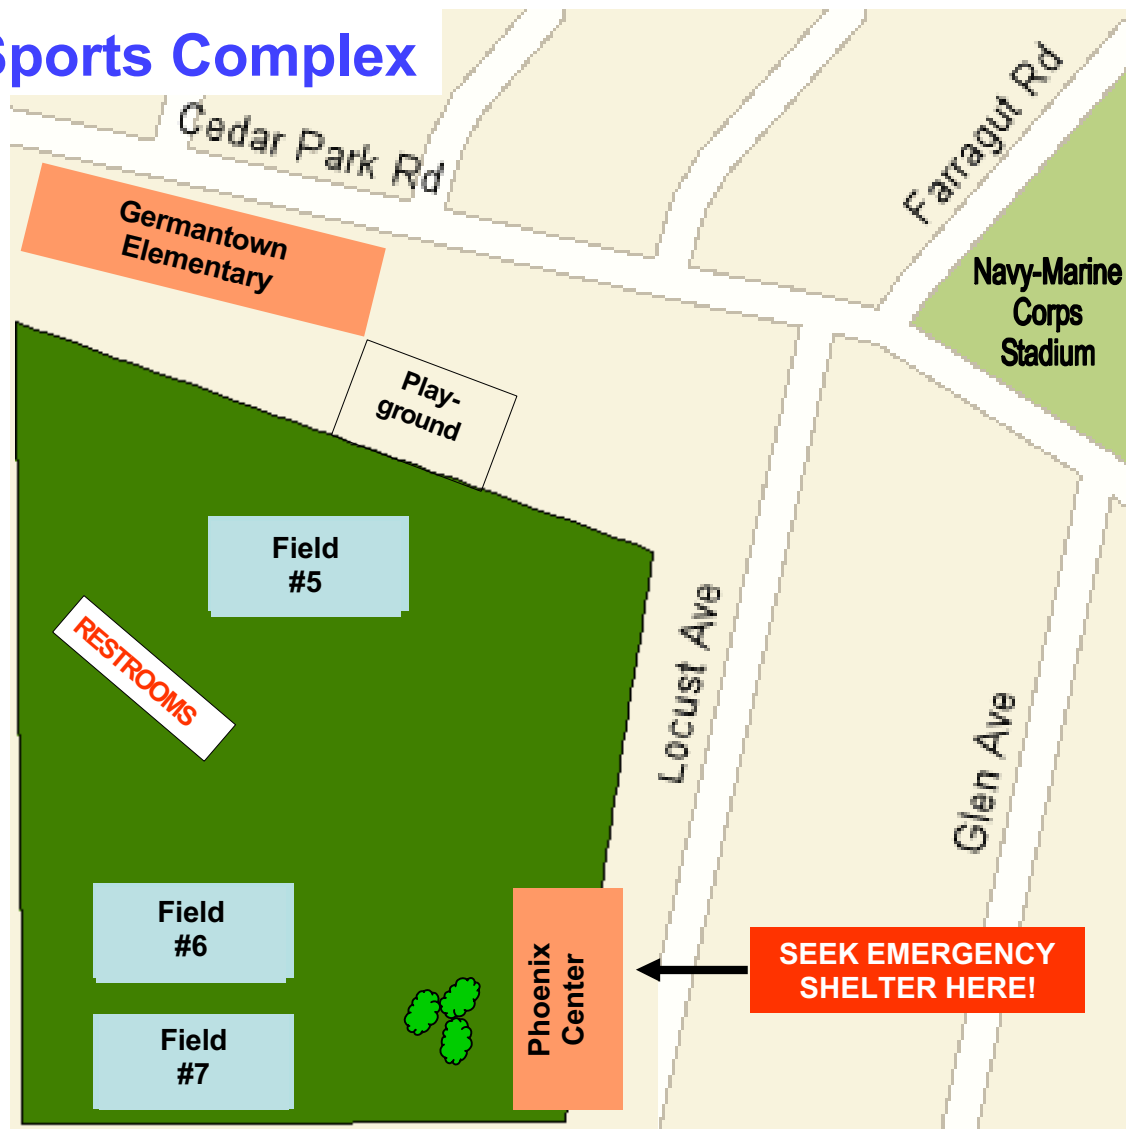 Sports Complex
Cedar Park Rd
Farragut Rd
Germantown
Elementary
Navy-Marine
Corps
Stadium
Play-
ground
Field
#5
RESTROOMS
Locust Ave
Glen Ave
Field
#6
Phoenix
Center
SEEK EMERGENCY
SHELTER HERE!
Field
#7